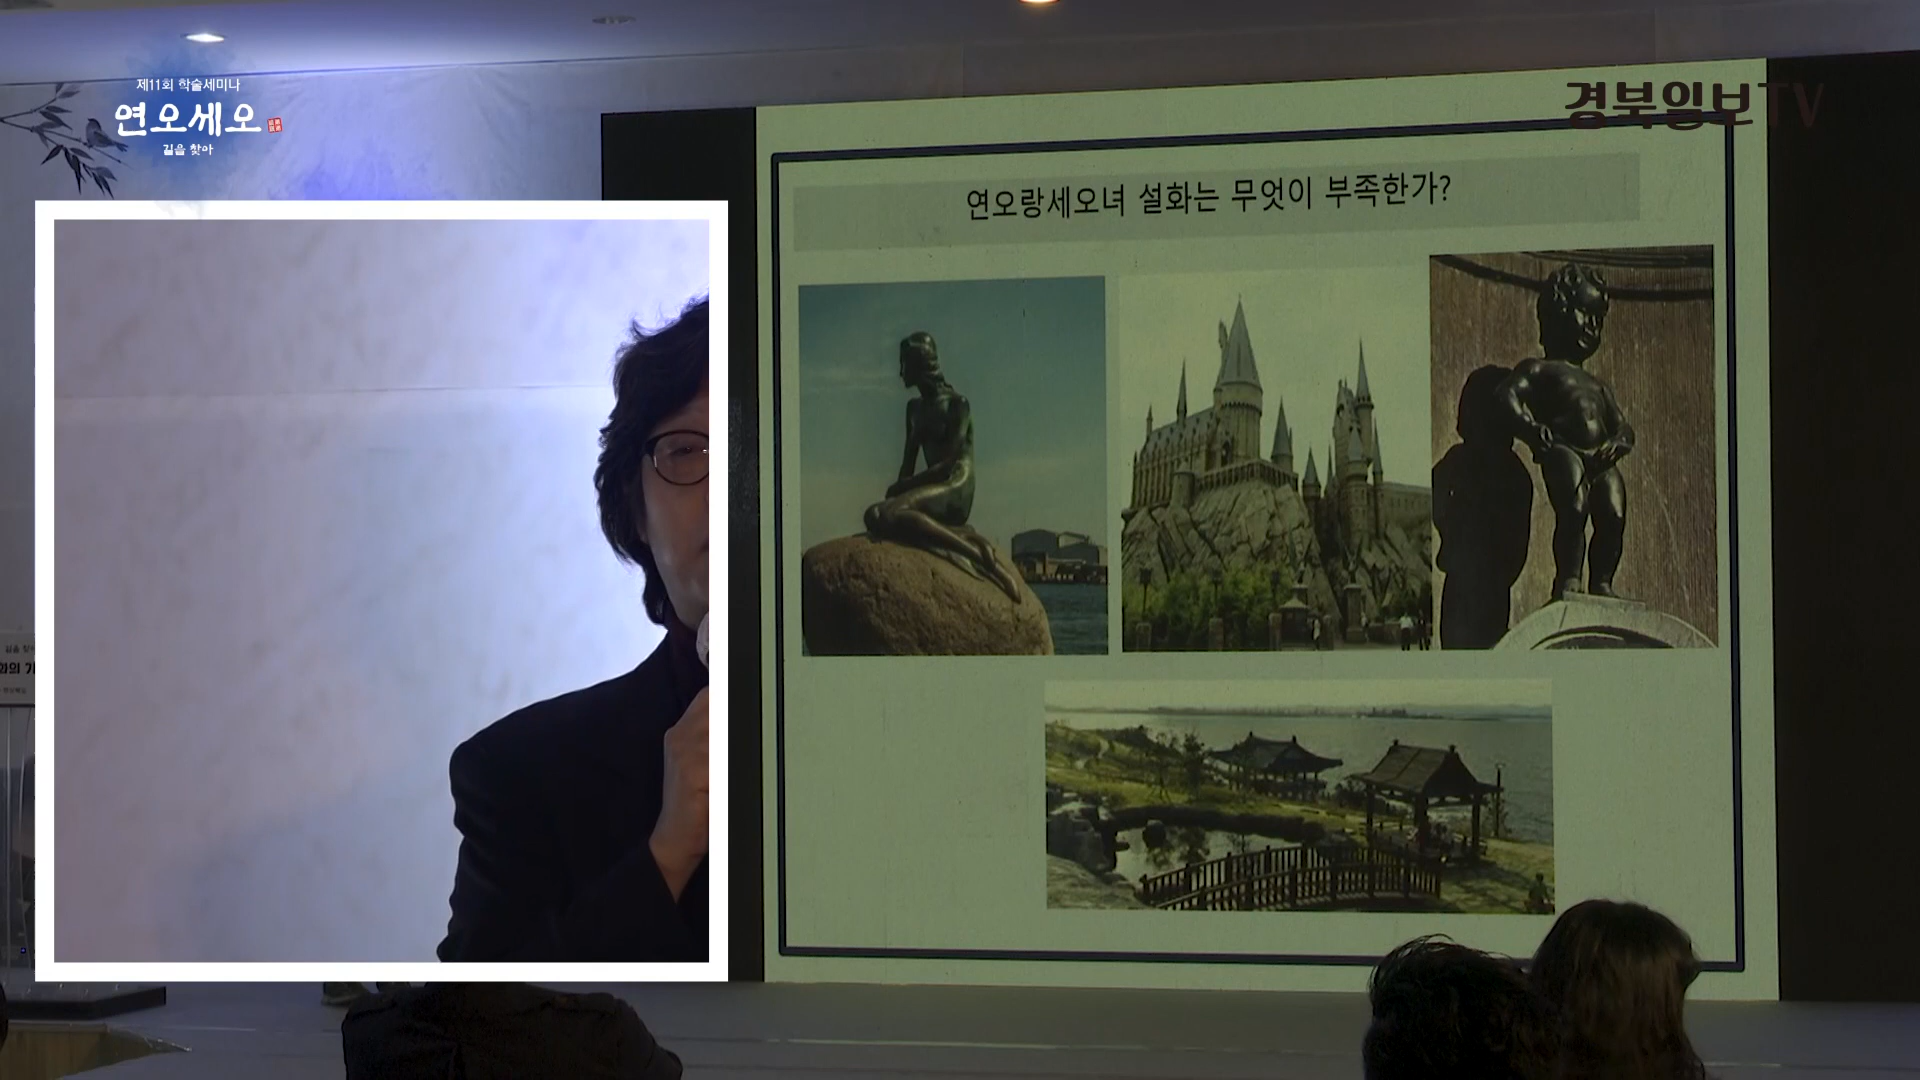 제11회 학술세미나
연오세오
길을 찾아
경북일보TV
연오랑세오녀 설화는 무엇이 부족한가?